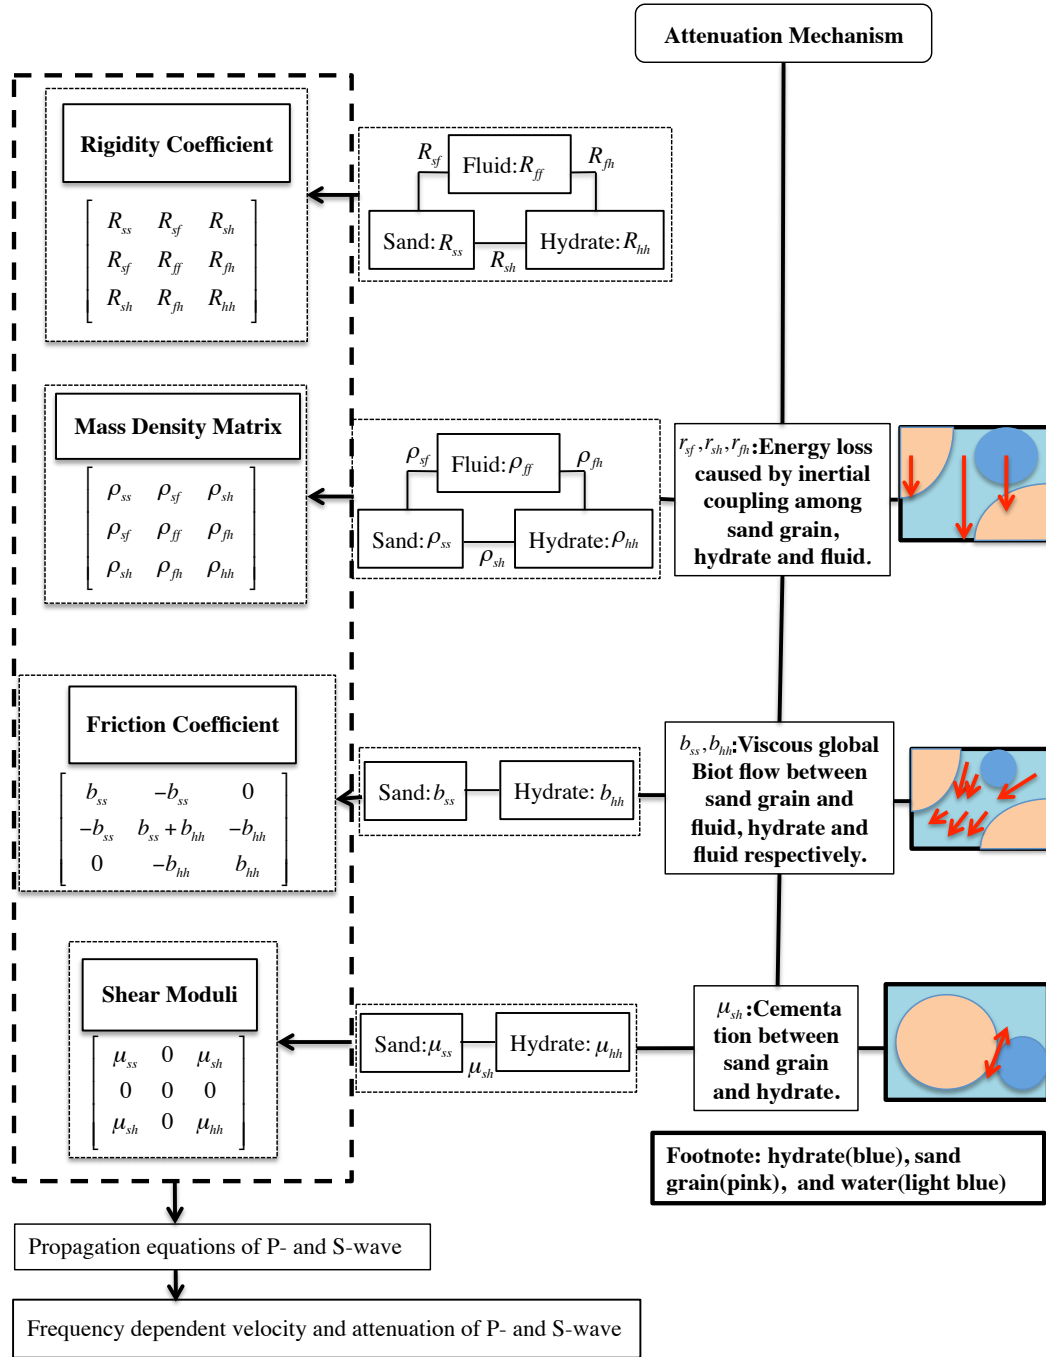 Attenuation Mechanism
Rigidity Coefficient
R_ss R_sf R_sh
R_sf R_ff R_fh
R_sh R_fh R_hh
R_sf
Fluid: R_ff
R_fh
Sand: R_ss
R_sh
Hydrate: R_hh
Mass Density Matrix
ρ_ss ρ_sf ρ_sh
ρ_sf ρ_ff ρ_fh
ρ_sh ρ_fh ρ_hh
ρ_sf
Fluid: ρ_ff
ρ_fh
Sand: ρ_ss
ρ_sh
Hydrate: ρ_hh
r_sf, r_sh, r_fh: Energy loss
caused by inertial
coupling among
sand grain,
hydrate and fluid.
Friction Coefficient
b_ss −b_ss 0
−b_ss b_ss + b_hh −b_hh
0 −b_hh b_hh
Sand: b_ss
Hydrate: b_hh
b_ss, b_hh: Viscous global
Biot flow between
sand grain and
fluid, hydrate and
fluid respectively.
Shear Moduli
μ_ss 0 μ_sh
0 0 0
μ_sh 0 μ_hh
Sand: μ_ss
μ_sh
Hydrate: μ_hh
μ_sh: Cementa
tion between
sand grain
and hydrate.
Footnote: hydrate(blue), sand
grain(pink), and water(light blue)
Propagation equations of P- and S-wave
Frequency dependent velocity and attenuation of P- and S-wave